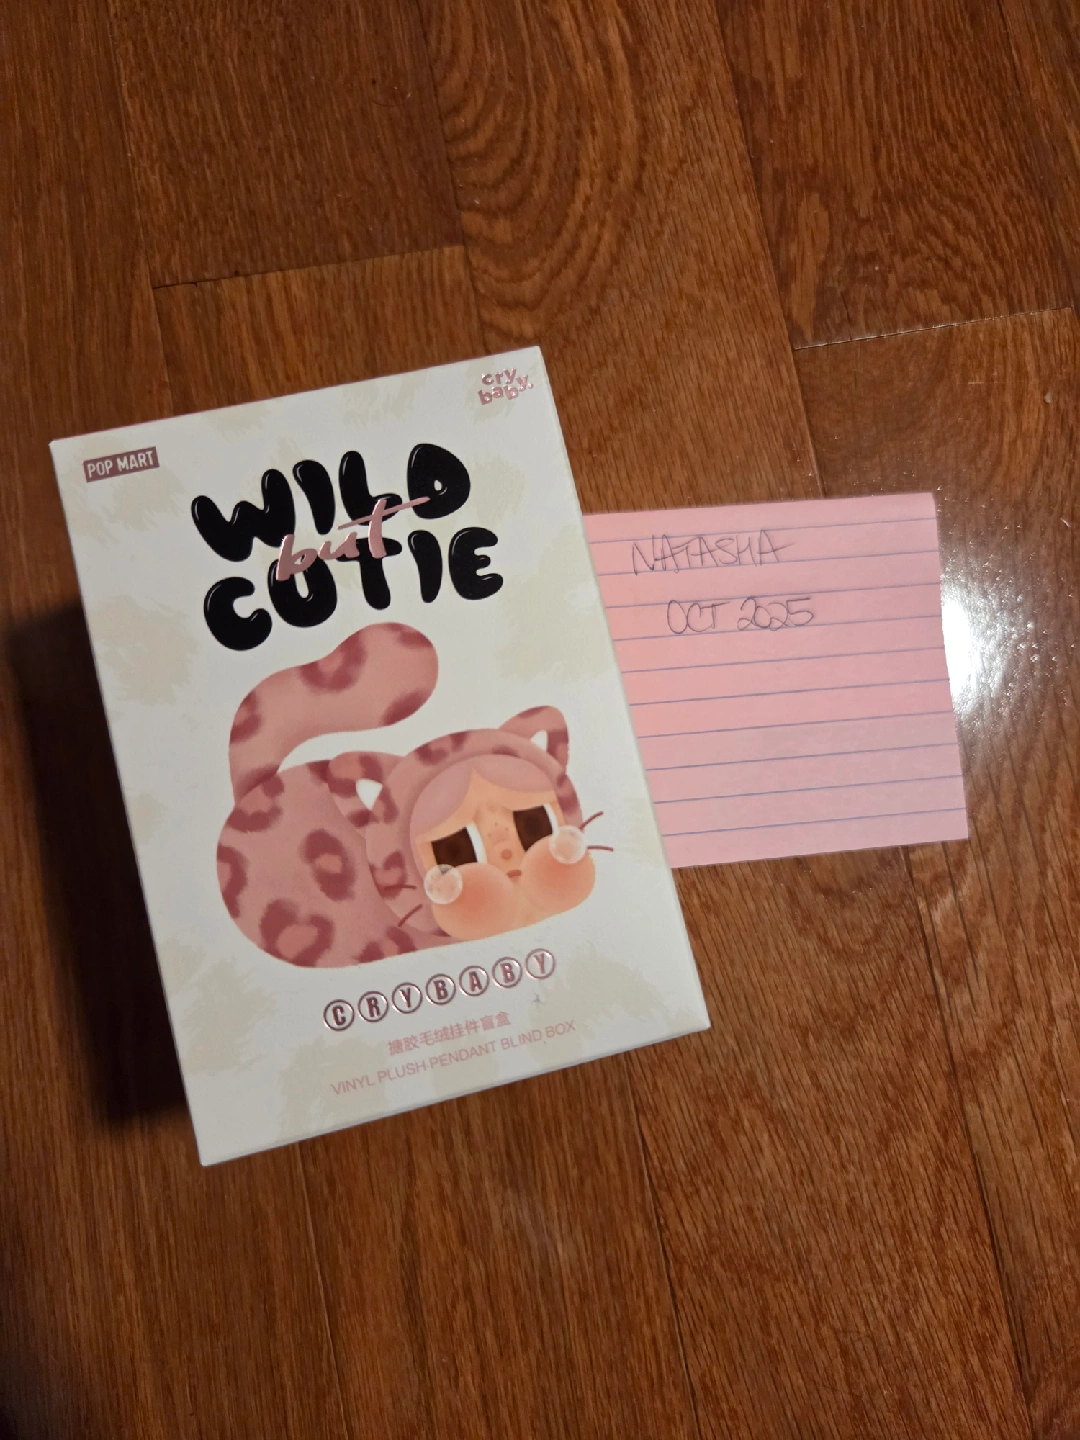 POP MART
cry
baby.
WILD
but
CUTIE
CRYBABY
搪胶毛绒挂件盲盒
VINYL PLUSH PENDANT BLIND BOX
NATASHA
OCT 2025